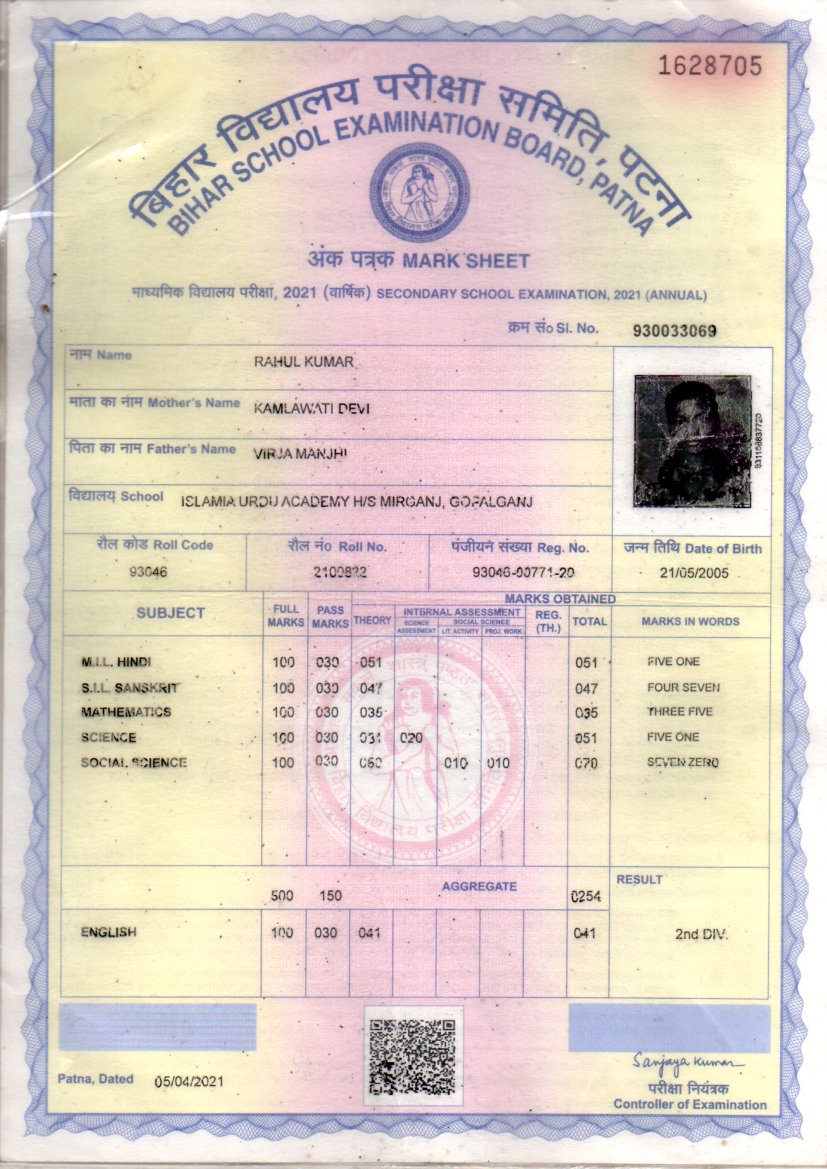 1628705
बिहार विद्यालय परीक्षा समिति, पटना
BIHAR SCHOOL EXAMINATION BOARD, PATNA
अंक पत्रक MARK SHEET
माध्यमिक विद्यालय परीक्षा, 2021 (वार्षिक) SECONDARY SCHOOL EXAMINATION, 2021 (ANNUAL)
क्रम सं० Sl. No. 930033069
नाम Name RAHUL KUMAR
माता का नाम Mother's Name KAMLAWATI DEVI
पिता का नाम Father's Name VIRJA MANJHI
विद्यालय School ISLAMIA URDU ACADEMY H/S MIRGANJ, GOPALGANJ
रौल कोड Roll Code रौल नं० Roll No. पंजीयन संख्या Reg. No. जन्म तिथि Date of Birth
93046 2100822 93046-00771-20 21/05/2005
MARKS OBTAINED
SUBJECT FULL MARKS PASS MARKS THEORY INTERNAL ASSESSMENT REG. (TH.) TOTAL MARKS IN WORDS
SCIENCE ASSESSMENT SOCIAL SCIENCE
LIT. ACTIVITY PROJ. WORK
M.I.L. HINDI 100 030 051 051 FIVE ONE
S.I.L. SANSKRIT 100 030 047 047 FOUR SEVEN
MATHEMATICS 100 030 035 035 THREE FIVE
SCIENCE 100 030 031 020 051 FIVE ONE
SOCIAL SCIENCE 100 030 010 010 070 SEVEN ZERO
500 150 AGGREGATE 0254 RESULT
ENGLISH 100 030 041 041 2nd DIV.
Patna, Dated 05/04/2021
Sanjaya Kumar
परीक्षा नियंत्रक
Controller of Examination